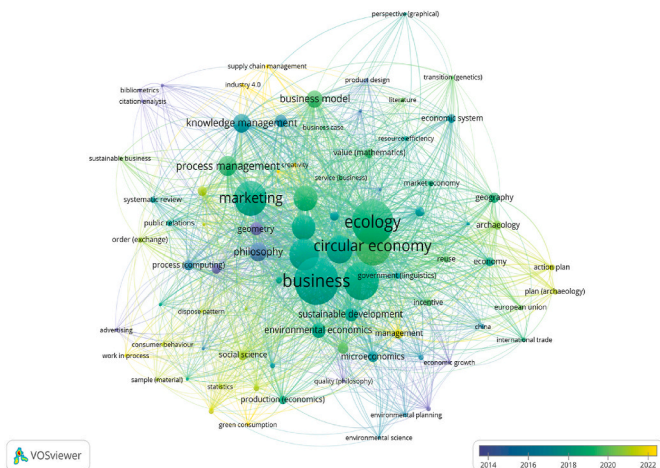 perspective (graphical)
supply chain management
transition (genetics)
product design
industry 4.0
bibliometrics
business model
literature
citation analysis
economic system
knowledge management
business case
resource efficiency
value (mathematics)
sustainable business
process management
creativity
service (business)
market economy
systematic review
marketing
geography
public relations
ecology
archaeology
geometry
order (exchange)
circular economy
philosophy
reuse
economy
process (computing)
action plan
business
government (linguistics)
plan (archaeology)
incentive
european union
dispose pattern
sustainable development
advertising
environmental economics
management
china
international trade
consumer behaviour
work in process
social science
microeconomics
economic growth
sample (material)
statistics
quality (philosophy)
production (economics)
environmental planning
green consumption
environmental science
VOSviewer
2014 2016 2018 2020 2022